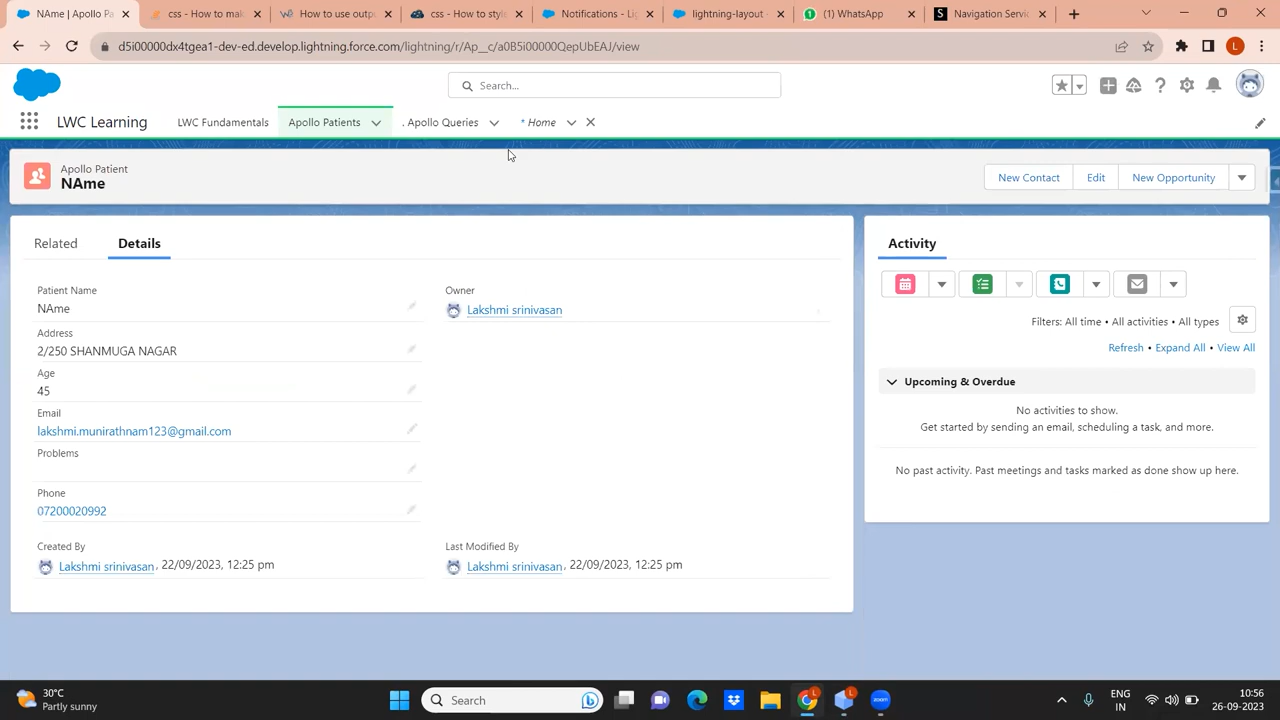 NAme | Ap
css - How to mak
How to use outpu
css - How to style
Notifications - Lig
lightning-layout
(1) WhatsApp
Navigation Servic
d5i00000dx4tgea1-dev-ed.develop.lightning.force.com/lightning/r/Ap__c/a0B5i00000QepUbEAJ/view
L
Search...
LWC Learning
LWC Fundamentals
Apollo Patients
. Apollo Queries
* Home
Apollo Patient
NAme
New Contact
Edit
New Opportunity
Related
Details
Activity
Patient Name
NAme
Owner
Lakshmi srinivasan
Address
2/250 SHANMUGA NAGAR
Age
45
Email
lakshmi.munirathnam123@gmail.com
Problems
Phone
07200020992
Created By
Lakshmi srinivasan, 22/09/2023, 12:25 pm
Last Modified By
Lakshmi srinivasan, 22/09/2023, 12:25 pm
Filters: All time • All activities • All types
Refresh • Expand All • View All
Upcoming & Overdue
No activities to show.
Get started by sending an email, scheduling a task, and more.
No past activity. Past meetings and tasks marked as done show up here.
30°C
Partly sunny
Search
ENG
IN
10:56
26-09-2023